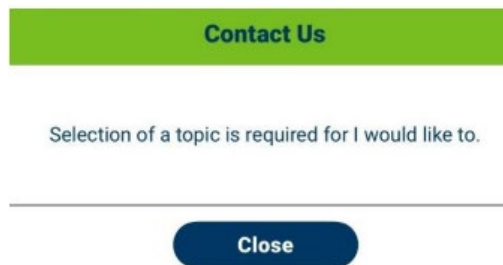 Contact Us
Selection of a topic is required for I would like to.
Close